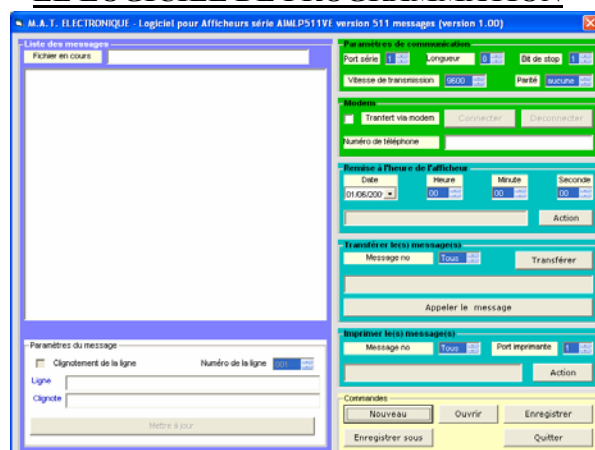 LE LOGICIEL DE PROGRAMMATION
M.A.T. ELECTRONIQUE - Logiciel pour Afficheurs série AIMLP511VE version 511 messages (version 1.00)
Liste des messages
Fichier en cours
Paramètres du message
Clignotement de la ligne
Numéro de la ligne 001
Ligne
Clignote
Mettre à jour
Paramètres de communication
Port série 1 Longueur 8 Bit de stop 1
Vitesse de transmission 9600 Parité aucune
Modem
Tranfert via modem Connecter Deconnecter
Numéro de téléphone
Remise à l'heure de l'afficheur
Date Heure Minute Seconde
01/06/200 00 00 00
Action
Transférer le(s) message(s)
Message no Tous Transférer
Appeler le message
Imprimer le(s) message(s)
Message no Tous Port imprimante 1
Action
Commandes
Nouveau Ouvrir Enregistrer
Enregistrer sous Quitter